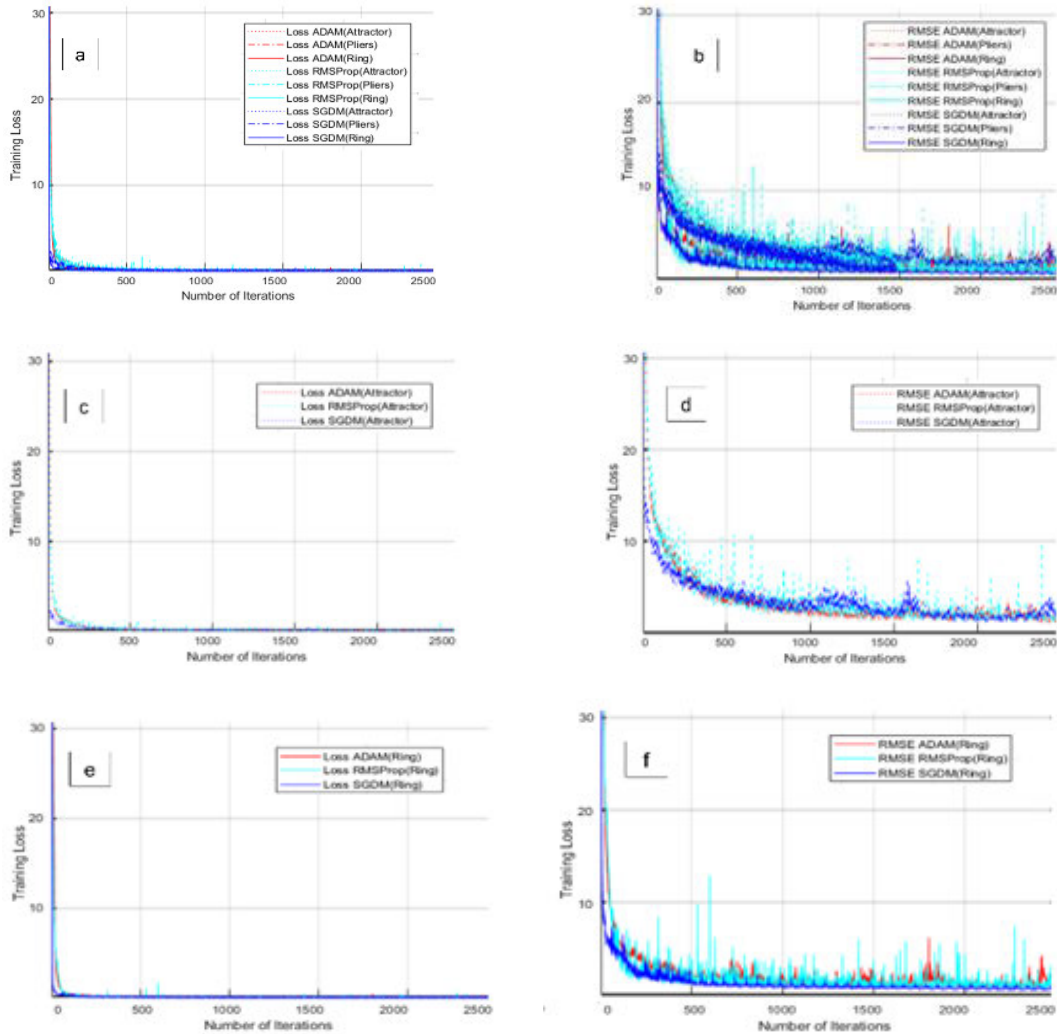 a
30
20
10
0
500
1000
1500
2000
2500
Training Loss
Number of Iterations
Loss ADAM(Attractor)
Loss ADAM(Pliers)
Loss ADAM(Ring)
Loss RMSProp(Attractor)
Loss RMSProp(Pliers)
Loss RMSProp(Ring)
Loss SGDM(Attractor)
Loss SGDM(Pliers)
Loss SGDM(Ring)
b
30
20
10
0
500
1000
1500
2000
2500
Training Loss
Number of Iterations
RMSE ADAM(Attractor)
RMSE ADAM(Pliers)
RMSE ADAM(Ring)
RMSE RMSProp(Attractor)
RMSE RMSProp(Pliers)
RMSE RMSProp(Ring)
RMSE SGDM(Attractor)
RMSE SGDM(Pliers)
RMSE SGDM(Ring)
c
30
20
10
0
500
1000
1500
2000
2500
Training Loss
Number of Iterations
Loss ADAM(Attractor)
Loss RMSProp(Attractor)
Loss SGDM(Attractor)
d
30
20
10
0
500
1000
1500
2000
2500
Training Loss
Number of Iterations
RMSE ADAM(Attractor)
RMSE RMSProp(Attractor)
RMSE SGDM(Attractor)
e
30
20
10
0
500
1000
1500
2000
2500
Training Loss
Number of Iterations
Loss ADAM(Ring)
Loss RMSProp(Ring)
Loss SGDM(Ring)
f
30
20
10
0
500
1000
1500
2000
2500
Training Loss
Number of Iterations
RMSE ADAM(Ring)
RMSE RMSProp(Ring)
RMSE SGDM(Ring)